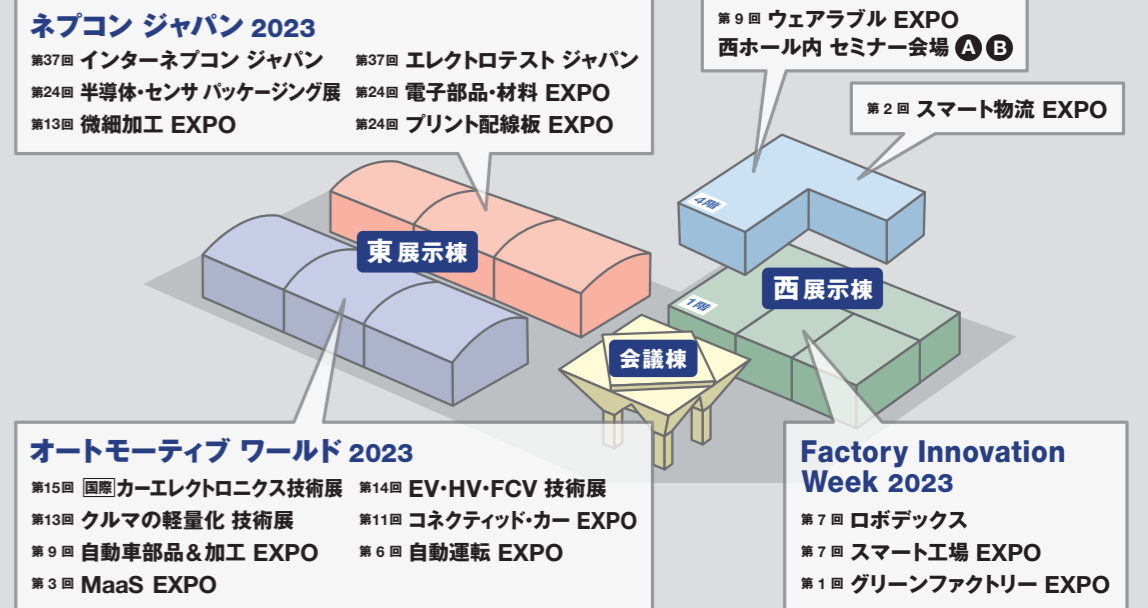 ネプコン ジャパン 2023
第37回 インターネプコン ジャパン
第37回 エレクトロテスト ジャパン
第24回 半導体・センサ パッケージング展
第24回 電子部品・材料 EXPO
第13回 微細加工 EXPO
第24回 プリント配線板 EXPO
第9回 ウェアラブル EXPO
西ホール内 セミナー会場 A B
第2回 スマート物流 EXPO
4階
東展示棟
西展示棟
1階
会議棟
オートモーティブ ワールド 2023
第15回 国際カーエレクトロニクス技術展
第14回 EV・HV・FCV 技術展
第13回 クルマの軽量化 技術展
第11回 コネクティッド・カー EXPO
第9回 自動車部品&加工 EXPO
第6回 自動運転 EXPO
第3回 MaaS EXPO
Factory Innovation
Week 2023
第7回 ロボデックス
第7回 スマート工場 EXPO
第1回 グリーンファクトリー EXPO